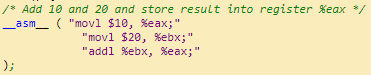 /* Add 10 and 20 and store result into register %eax */
__asm__ ( "movl $10, %eax;"
"movl $20, %ebx;"
"addl %ebx, %eax;"
);